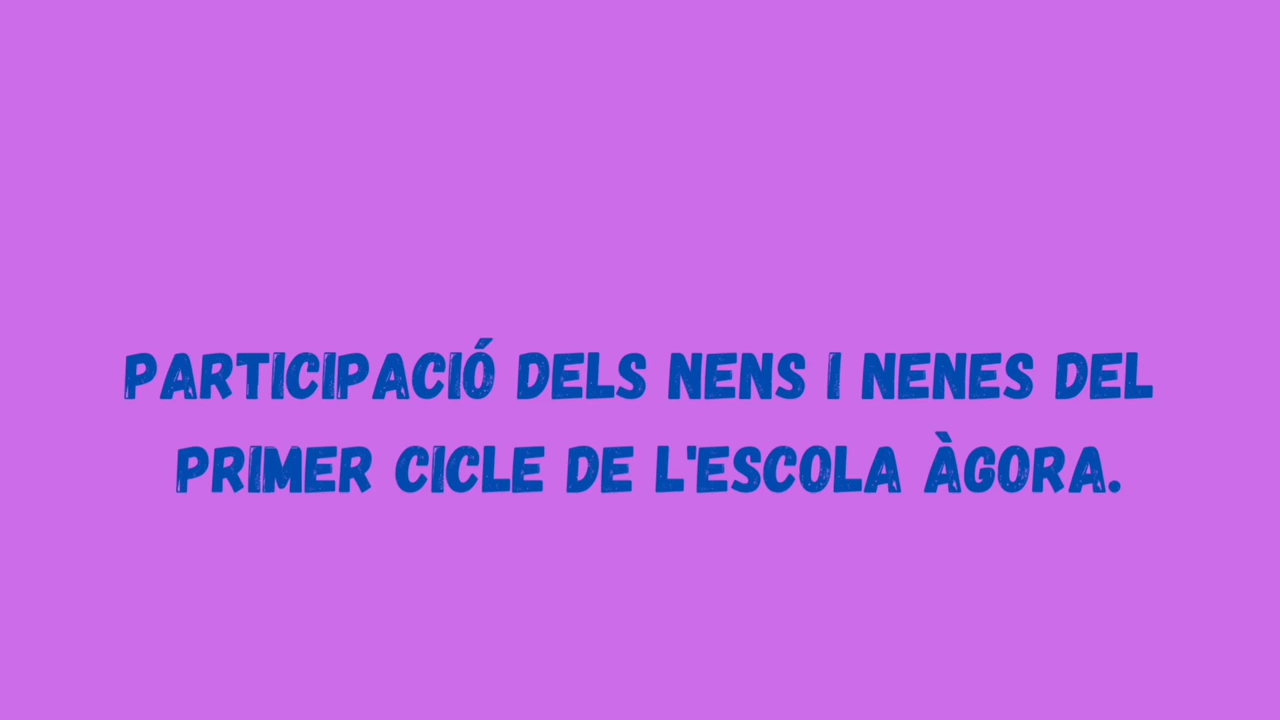 PARTICIPACIÓ DELS NENS I NENES DEL
PRIMER CICLE DE L'ESCOLA ÀGORA.